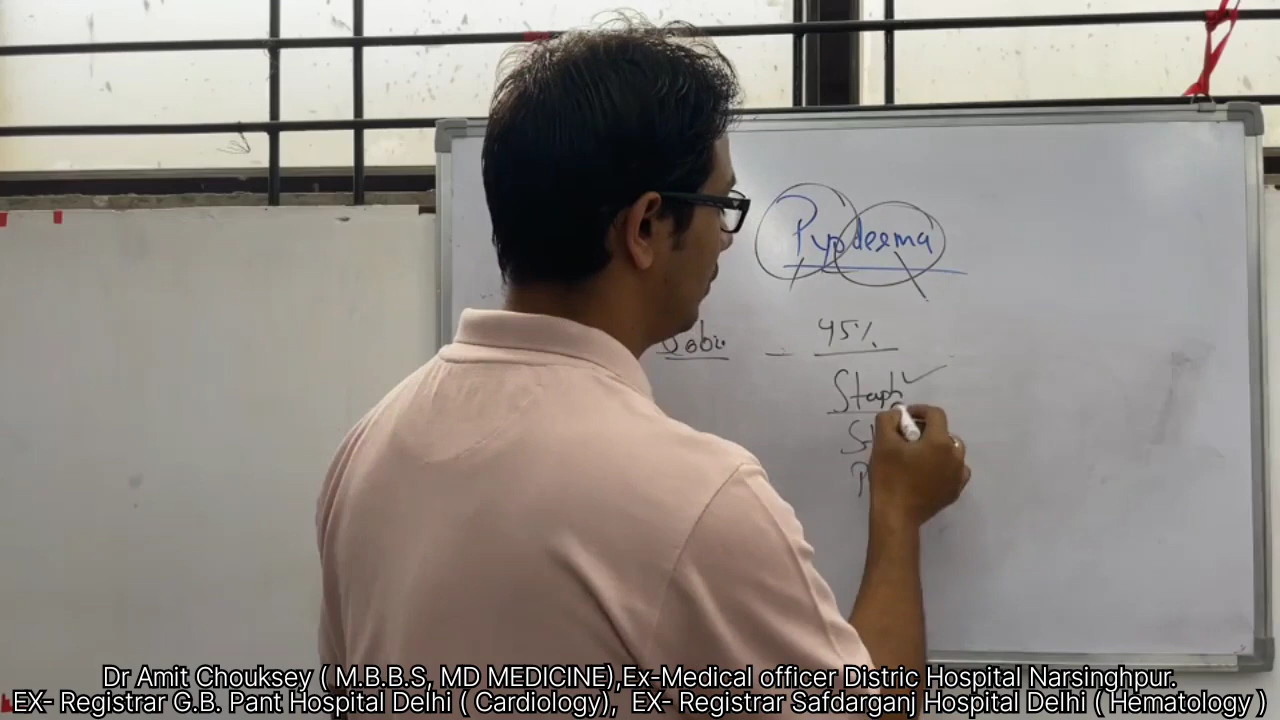 Pyoderma
45%
Staph
Dr Amit Chouksey ( M.B.B.S, MD MEDICINE),Ex-Medical officer Distric Hospital Narsinghpur.
EX- Registrar G.B. Pant Hospital Delhi ( Cardiology), EX- Registrar Safdarganj Hospital Delhi ( Hematology )